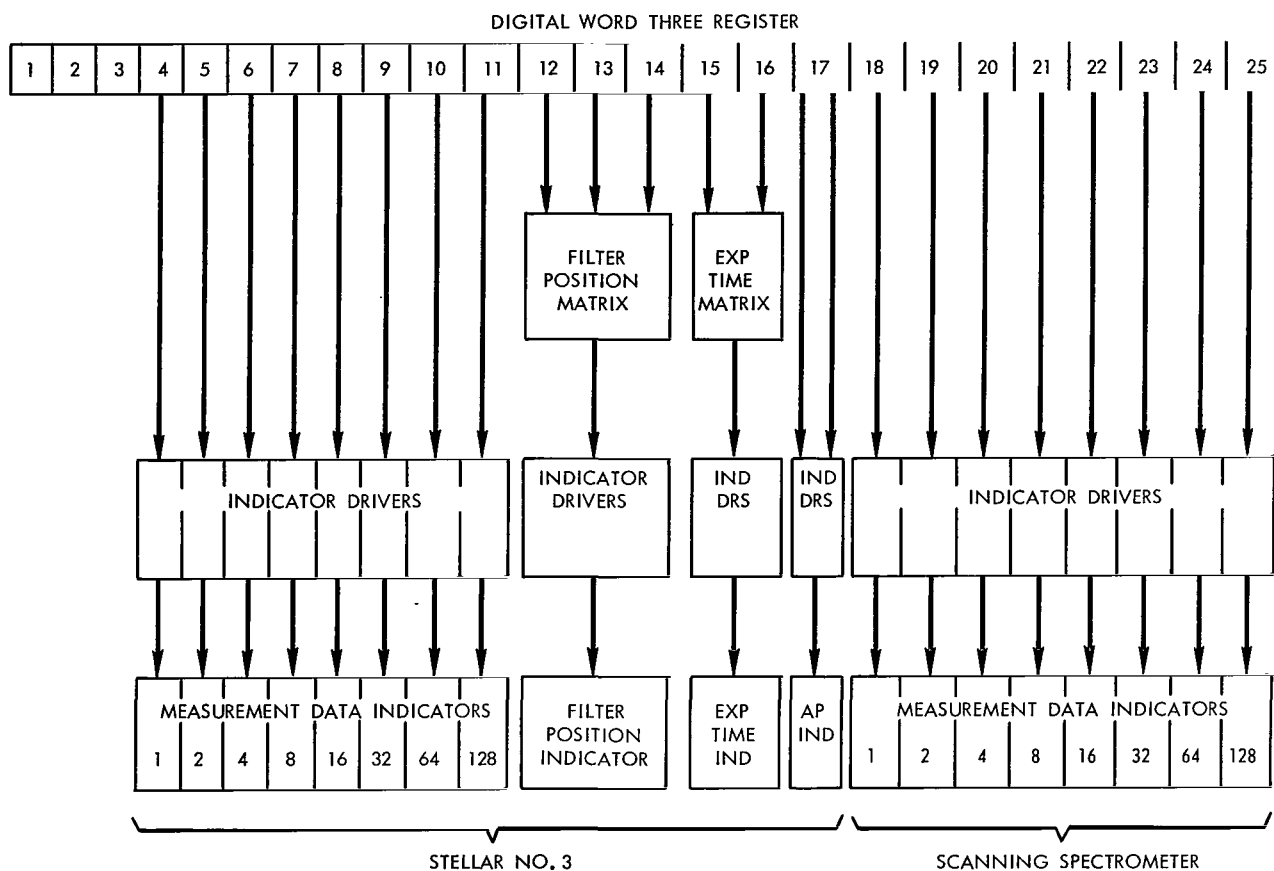 DIGITAL WORD THREE REGISTER
1 2 3 4 5 6 7 8 9 10 11 12 13 14 15 16 17 18 19 20 21 22 23 24 25
FILTER POSITION MATRIX
EXP TIME MATRIX
INDICATOR DRIVERS
INDICATOR DRIVERS
IND DRS
IND DRS
INDICATOR DRIVERS
MEASUREMENT DATA INDICATORS
1 2 4 8 16 32 64 128
FILTER POSITION INDICATOR
EXP TIME IND
AP IND
MEASUREMENT DATA INDICATORS
1 2 4 8 16 32 64 128
STELLAR NO. 3
SCANNING SPECTROMETER